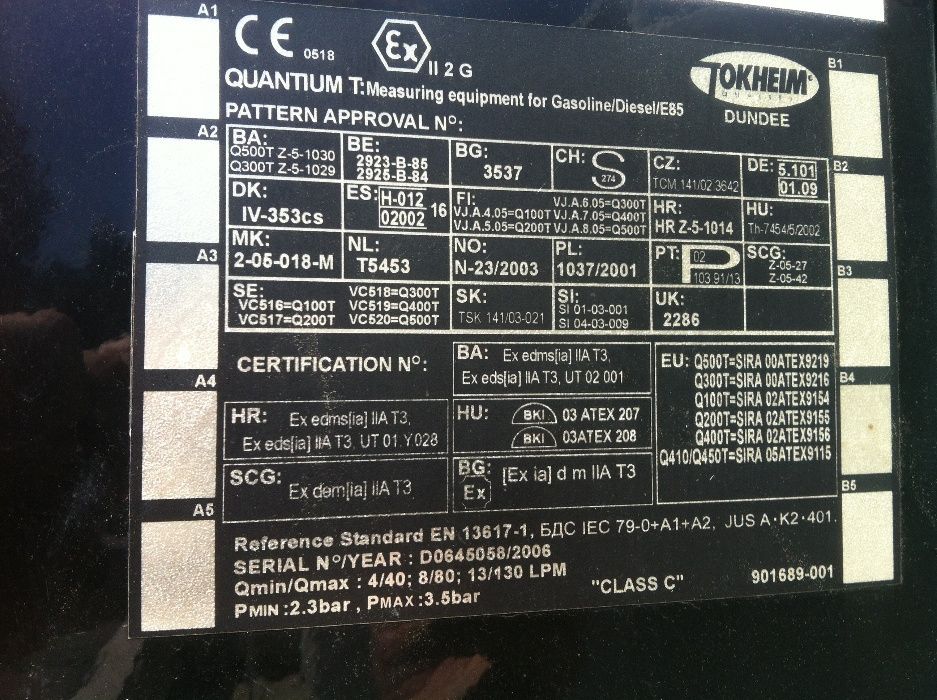 A1
CE 0518
Ex II 2 G
TOKHEIM
DUNDEE
QUANTIUM T: Measuring equipment for Gasoline/Diesel/E85
PATTERN APPROVAL Nº:
B1
A2
BA:
Q500T Z-5-1030
Q300T Z-5-1029
BE:
2923-B-85
2925-B-84
BG:
3537
CH: S
274
CZ:
TCM 141/02 3642
DE: 5.101
01.09
B2
DK:
IV-353cs
ES: H-012
02002 16
FI:
VJ.A.4.05=Q100T
VJ.A.5.05=Q200T
VJ.A.6.05=Q300T
VJ.A.7.05=Q400T
VJ.A.8.05=Q500T
HR:
HR Z-5-1014
HU:
Th-7454/5/2002
A3
MK:
2-05-018-M
NL:
T5453
NO:
N-23/2003
PL:
1037/2001
PT: P
02
103 91/13
SCG:
Z-05-27
Z-05-42
B3
SE:
VC516=Q100T
VC517=Q200T
VC518=Q300T
VC519=Q400T
VC520=Q500T
SK:
TSK 141/03-021
SI:
SI 01-03-001
SI 04-03-009
UK:
2286
CERTIFICATION Nº:
BA: Ex edms[ia] IIA T3,
Ex eds[ia] IIA T3, UT 02 001
EU: Q500T=SIRA 00ATEX9219
Q300T=SIRA 00ATEX9216
Q100T=SIRA 02ATEX9154
Q200T=SIRA 02ATEX9155
Q400T=SIRA 02ATEX9156
Q410/Q450T=SIRA 05ATEX9115
A4
B4
HR: Ex edms[ia] IIA T3,
Ex eds[ia] IIA T3, UT 01 Y028
HU: BKI 03 ATEX 207
BKI 03ATEX 208
SCG:
Ex dem[ia] IIA T3
BG: [Ex ia] d m IIA T3
Ex
A5
B5
Reference Standard EN 13617-1, БДС IEC 79-0+A1+A2, JUS A·K2·401.
SERIAL Nº/YEAR : D0645058/2006
Qmin/Qmax : 4/40; 8/80; 13/130 LPM
PMIN :2.3bar , PMAX :3.5bar
"CLASS C"
901689-001